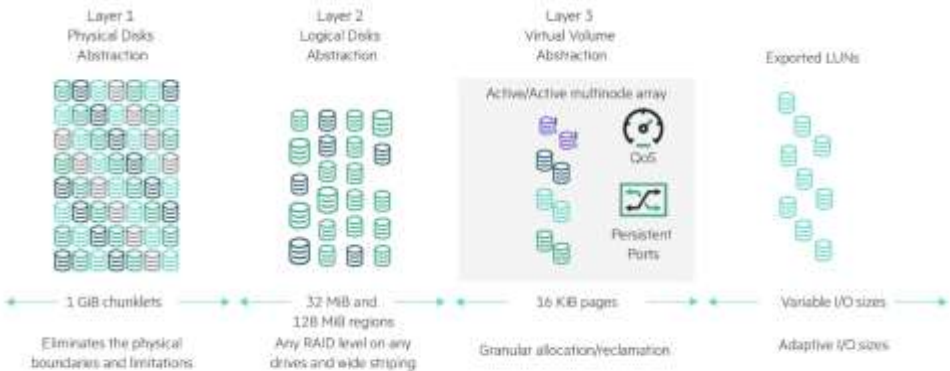 Layer 1
Physical Disks
Abstraction
Layer 2
Logical Disks
Abstraction
Layer 3
Virtual Volume
Abstraction
Exported LUNs
Active/Active multinode array
QoS
Persistent
Ports
1 GiB chunklets
32 MiB and
128 MiB regions
16 KiB pages
Variable I/O sizes
Eliminates the physical
boundaries and limitations
Any RAID level on any
drives and wide striping
Granular allocation/reclamation
Adaptive I/O sizes